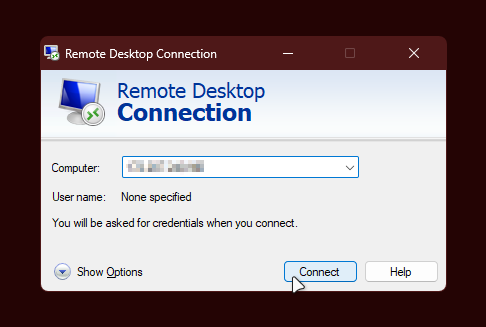 Remote Desktop Connection
Remote Desktop
Connection
Computer:
User name: None specified
You will be asked for credentials when you connect.
Show Options Connect Help